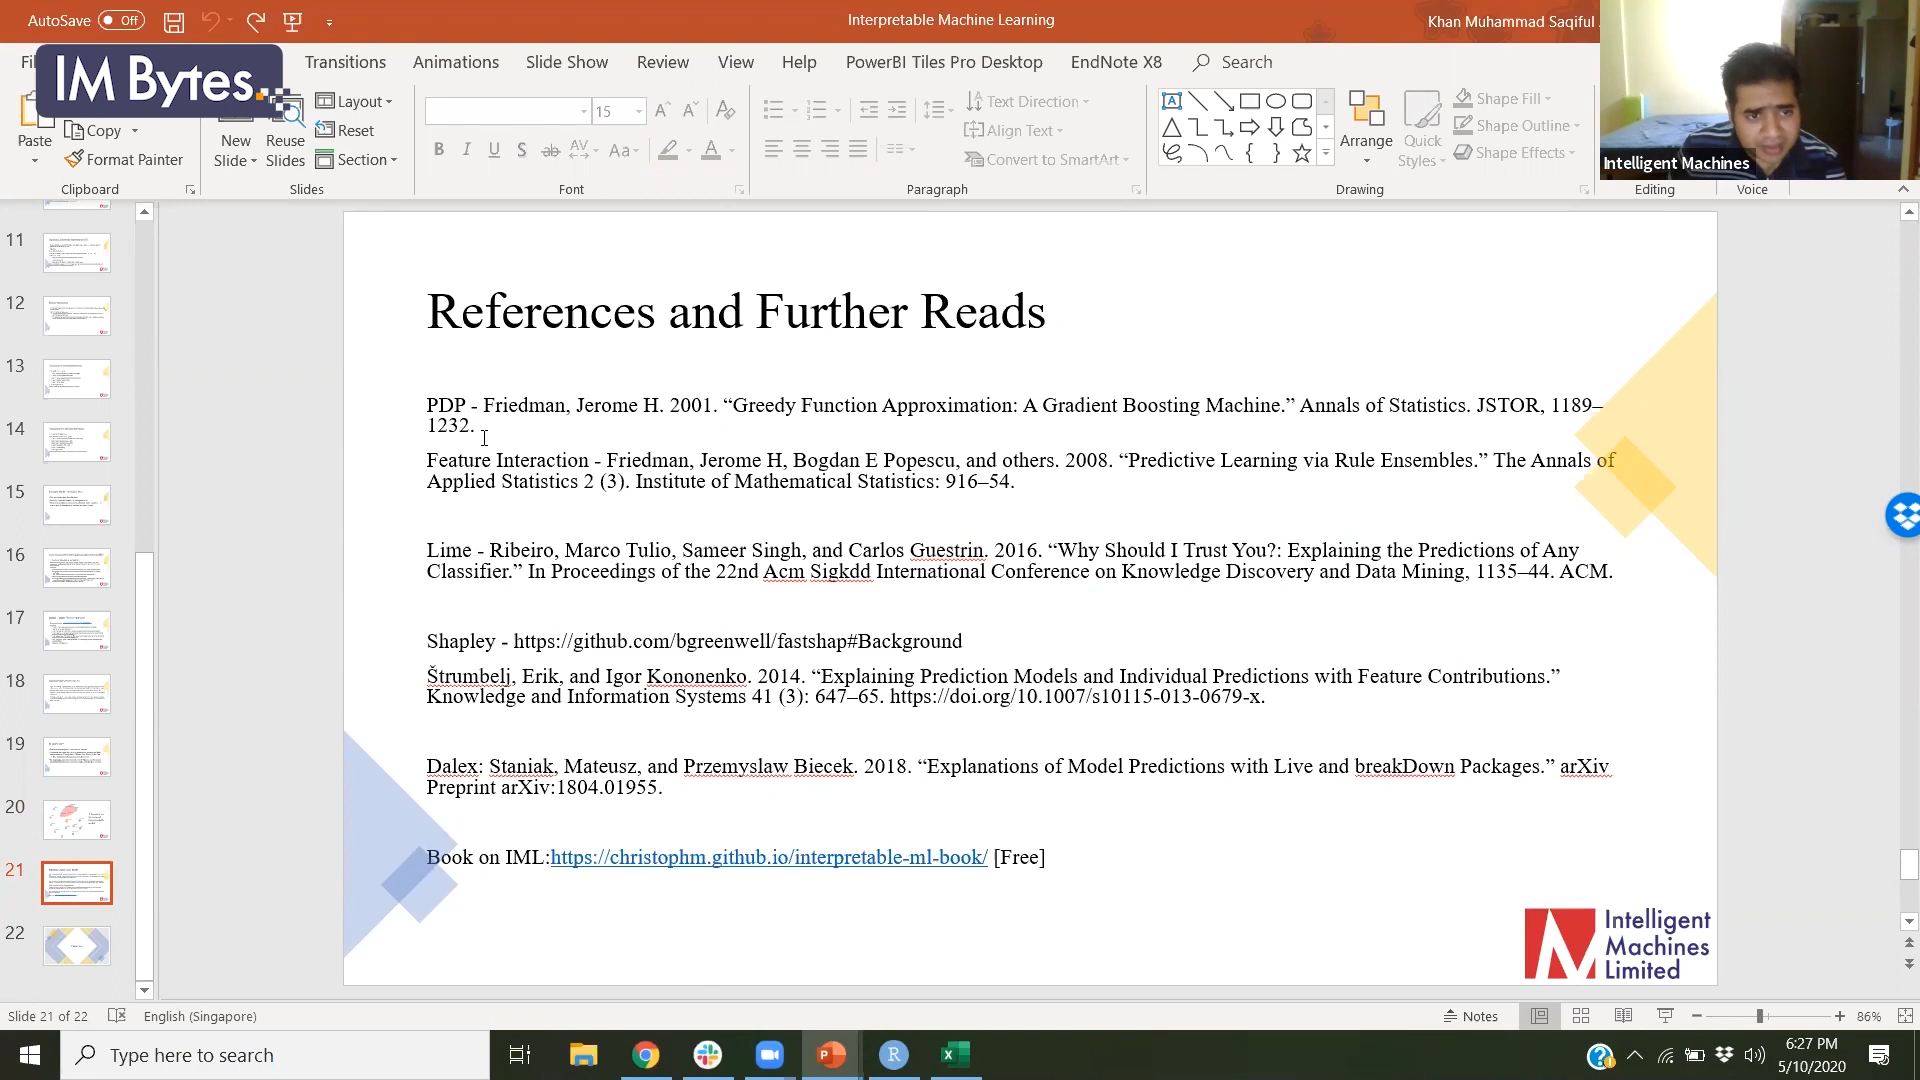 AutoSave Off
Interpretable Machine Learning
Khan Muhammad Saqiful
IM Bytes.
Transitions Animations Slide Show Review View Help PowerBI Tiles Pro Desktop EndNote X8 Search
Paste
Copy
Format Painter
Clipboard
New Slide
Reuse Slides
Layout
Reset
Section
Slides
15
Font
Text Direction
Align Text
Convert to SmartArt
Paragraph
Arrange
Quick Styles
Shape Fill
Shape Outline
Shape Effects
Drawing
Intelligent Machines
Editing
Voice
11
12
13
14
15
16
17
18
19
20
21
22
References and Further Reads
PDP - Friedman, Jerome H. 2001. “Greedy Function Approximation: A Gradient Boosting Machine.” Annals of Statistics. JSTOR, 1189–
1232.
Feature Interaction - Friedman, Jerome H, Bogdan E Popescu, and others. 2008. “Predictive Learning via Rule Ensembles.” The Annals of
Applied Statistics 2 (3). Institute of Mathematical Statistics: 916–54.
Lime - Ribeiro, Marco Tulio, Sameer Singh, and Carlos Guestrin. 2016. “Why Should I Trust You?: Explaining the Predictions of Any
Classifier.” In Proceedings of the 22nd Acm Sigkdd International Conference on Knowledge Discovery and Data Mining, 1135–44. ACM.
Shapley - https://github.com/bgreenwell/fastshap#Background
Štrumbelj, Erik, and Igor Kononenko. 2014. “Explaining Prediction Models and Individual Predictions with Feature Contributions.”
Knowledge and Information Systems 41 (3): 647–65. https://doi.org/10.1007/s10115-013-0679-x.
Dalex: Staniak, Mateusz, and Przemyslaw Biecek. 2018. “Explanations of Model Predictions with Live and breakDown Packages.” arXiv
Preprint arXiv:1804.01955.
Book on IML:https://christophm.github.io/interpretable-ml-book/ [Free]
Intelligent
Machines
Limited
Slide 21 of 22 English (Singapore)
Notes
86%
Type here to search
6:27 PM
5/10/2020